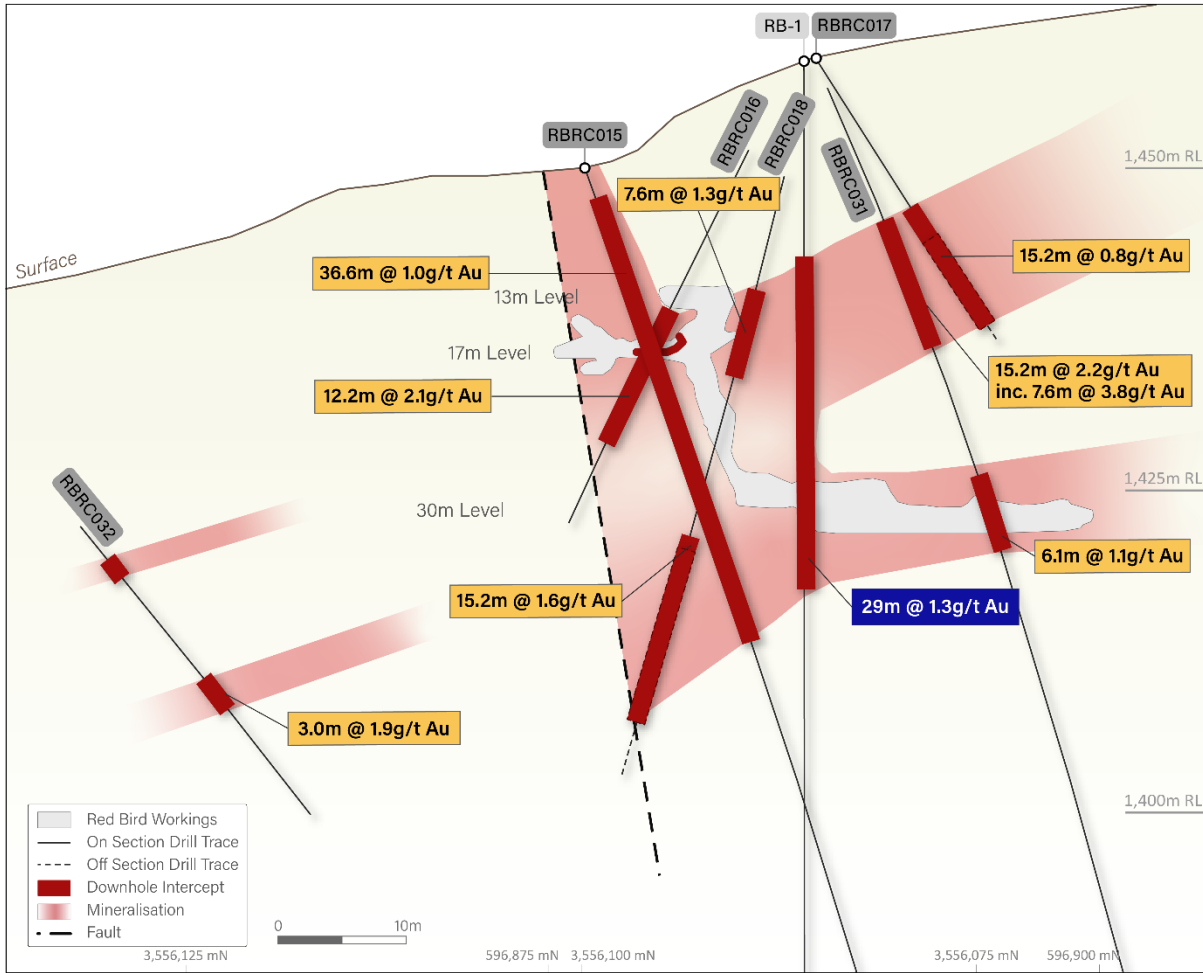 RB-1
RBRC017
RBRC015
RBRC016
RBRC018
RBRC031
1,450m RL
7.6m @ 1.3g/t Au
Surface
36.6m @ 1.0g/t Au
15.2m @ 0.8g/t Au
13m Level
17m Level
15.2m @ 2.2g/t Au
inc. 7.6m @ 3.8g/t Au
12.2m @ 2.1g/t Au
1,425m RL
30m Level
RBRC032
6.1m @ 1.1g/t Au
15.2m @ 1.6g/t Au
29m @ 1.3g/t Au
3.0m @ 1.9g/t Au
1,400m RL
Red Bird Workings
On Section Drill Trace
Off Section Drill Trace
Downhole Intercept
Mineralisation
Fault
0 10m
3,556,125 mN
596,875 mN
3,556,100 mN
3,556,075 mN
596,900 mN